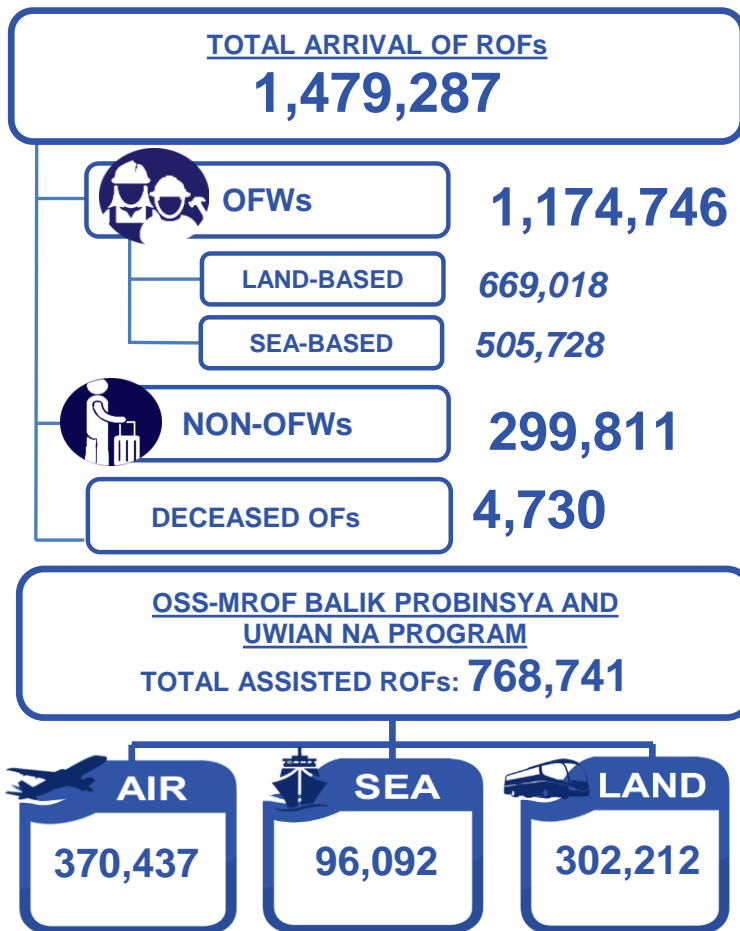 TOTAL ARRIVAL OF ROFs
1,479,287
OFWs
1,174,746
LAND-BASED
669,018
SEA-BASED
505,728
NON-OFWs
299,811
DECEASED OFs
4,730
OSS-MROF BALIK PROBINSYA AND
UWIAN NA PROGRAM
TOTAL ASSISTED ROFs: 768,741
AIR
370,437
SEA
96,092
LAND
302,212